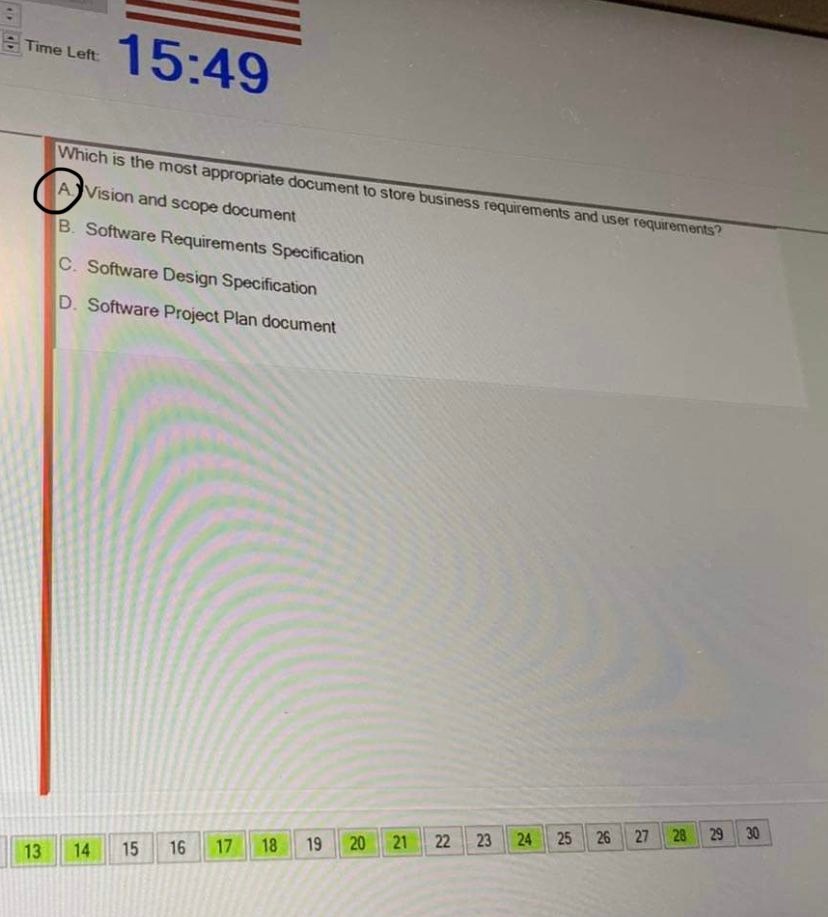 Time Left:
15:49
Which is the most appropriate document to store business requirements and user requirements?
A. Vision and scope document
B. Software Requirements Specification
C. Software Design Specification
D. Software Project Plan document
13 14 15 16 17 18 19 20 21 22 23 24 25 26 27 28 29 30